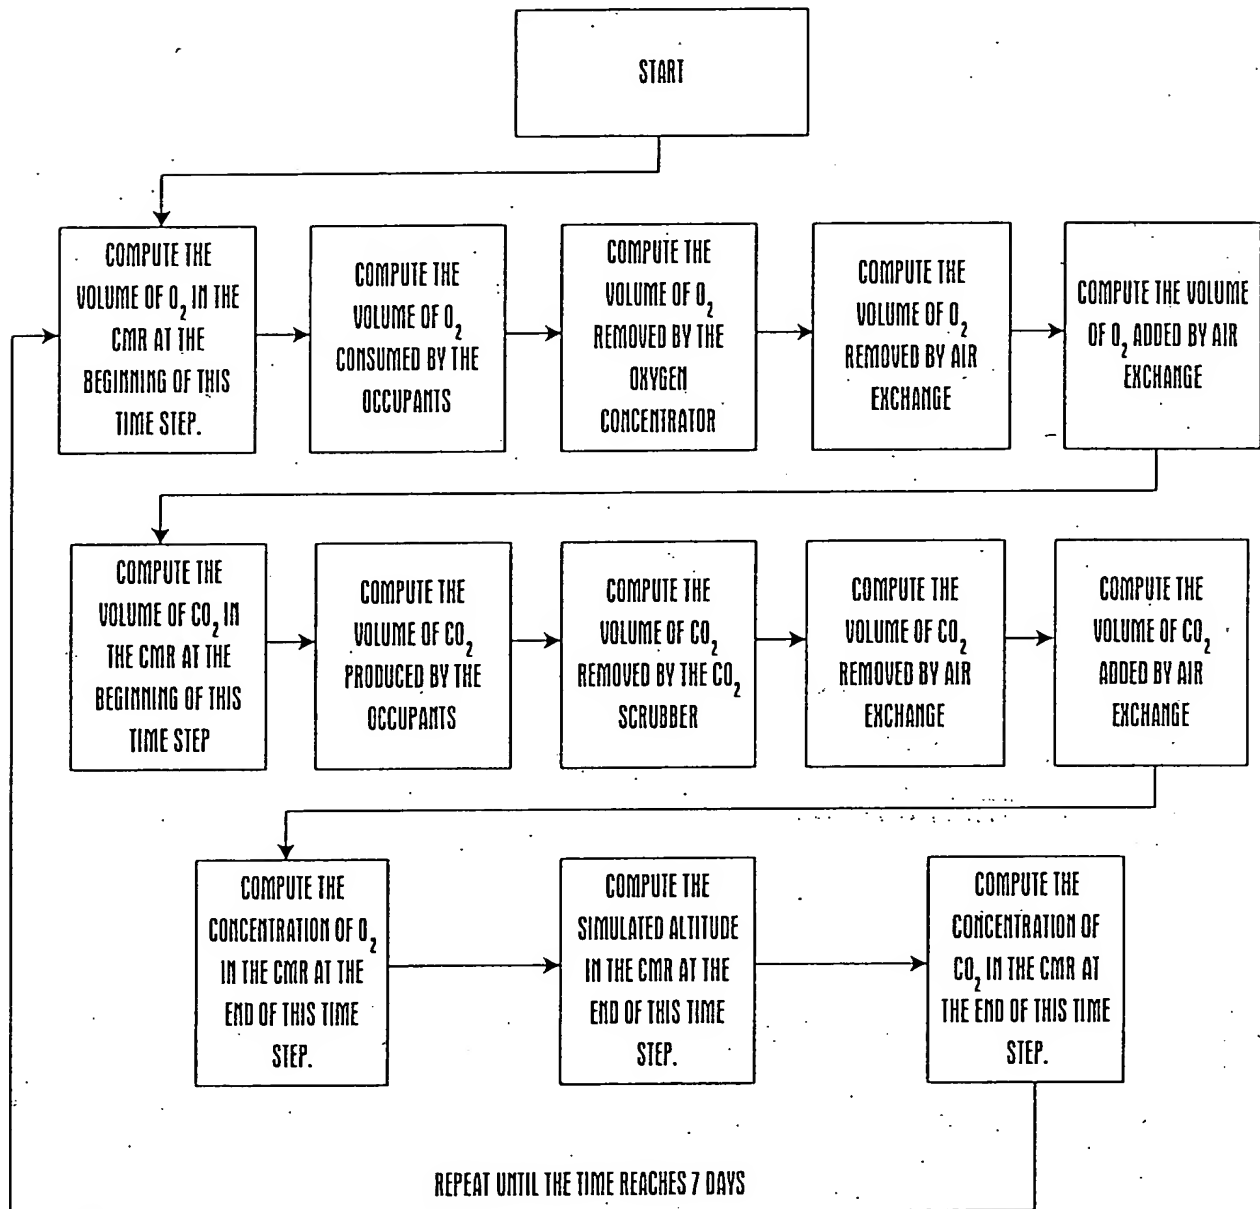 START
COMPUTE THE
VOLUME OF O₂ IN THE
CMR AT THE
BEGINNING OF THIS
TIME STEP.
COMPUTE THE
VOLUME OF O₂
CONSUMED BY THE
OCCUPANTS
COMPUTE THE
VOLUME OF O₂
REMOVED BY THE
OXYGEN
CONCENTRATOR
COMPUTE THE
VOLUME OF O₂
REMOVED BY AIR
EXCHANGE
COMPUTE THE VOLUME
OF O₂ ADDED BY AIR
EXCHANGE
COMPUTE THE
VOLUME OF CO₂ IN
THE CMR AT THE
BEGINNING OF THIS
TIME STEP
COMPUTE THE
VOLUME OF CO₂
PRODUCED BY THE
OCCUPANTS
COMPUTE THE
VOLUME OF CO₂
REMOVED BY THE CO₂
SCRUBBER
COMPUTE THE
VOLUME OF CO₂
REMOVED BY AIR
EXCHANGE
COMPUTE THE
VOLUME OF CO₂
ADDED BY AIR
EXCHANGE
COMPUTE THE
CONCENTRATION OF O₂
IN THE CMR AT THE
END OF THIS TIME
STEP.
COMPUTE THE
SIMULATED ALTITUDE
IN THE CMR AT THE
END OF THIS TIME
STEP.
COMPUTE THE
CONCENTRATION OF
CO₂ IN THE CMR AT
THE END OF THIS TIME
STEP.
REPEAT UNTIL THE TIME REACHES 7 DAYS